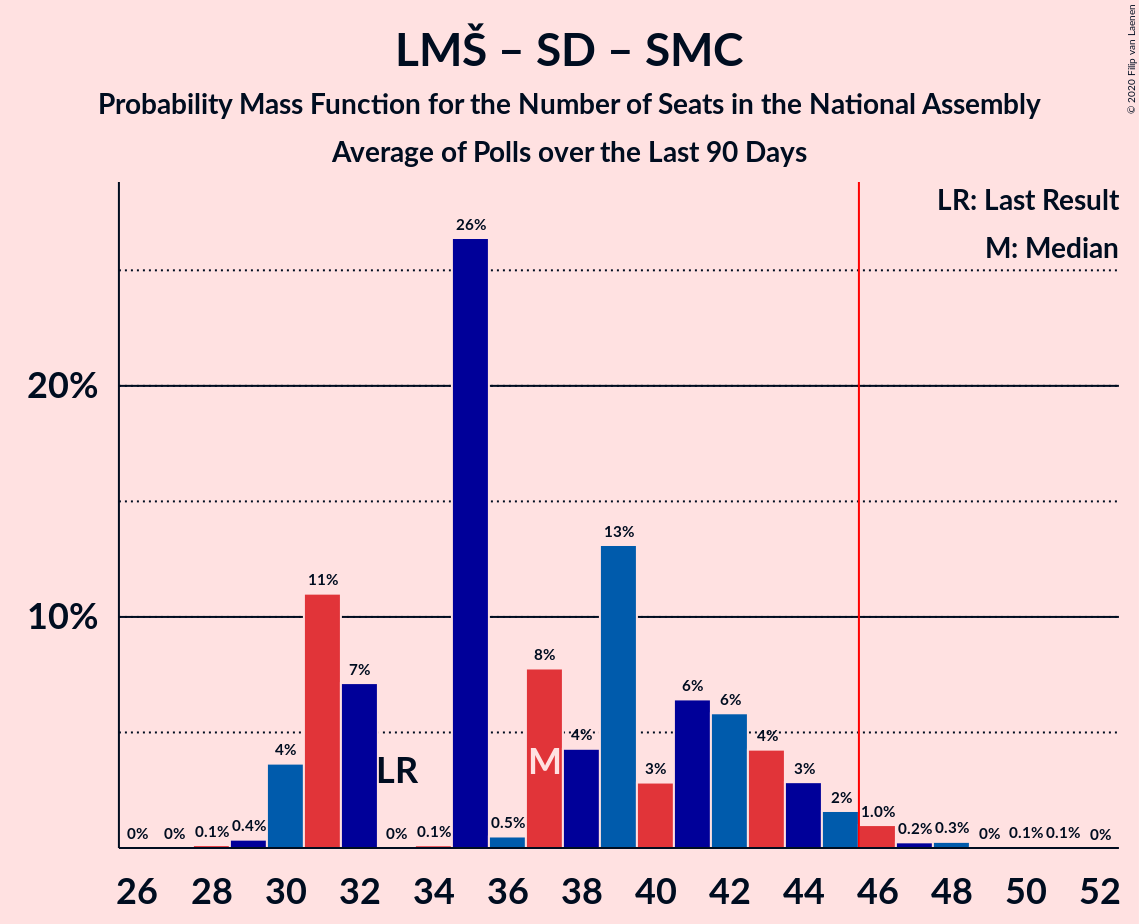 LMŠ – SD – SMC
Probability Mass Function for the Number of Seats in the National Assembly
Average of Polls over the Last 90 Days
© 2020 Filip van Laenen
LR: Last Result
M: Median
20%
10%
0% 0% 0.1% 0.4% 4% 11% 7% 0% 0.1% 26% 0.5% 8% 4% 13% 3% 6% 6% 4% 3% 2% 1.0% 0.2% 0.3% 0% 0.1% 0.1% 0%
LR
M
26 28 30 32 34 36 38 40 42 44 46 48 50 52